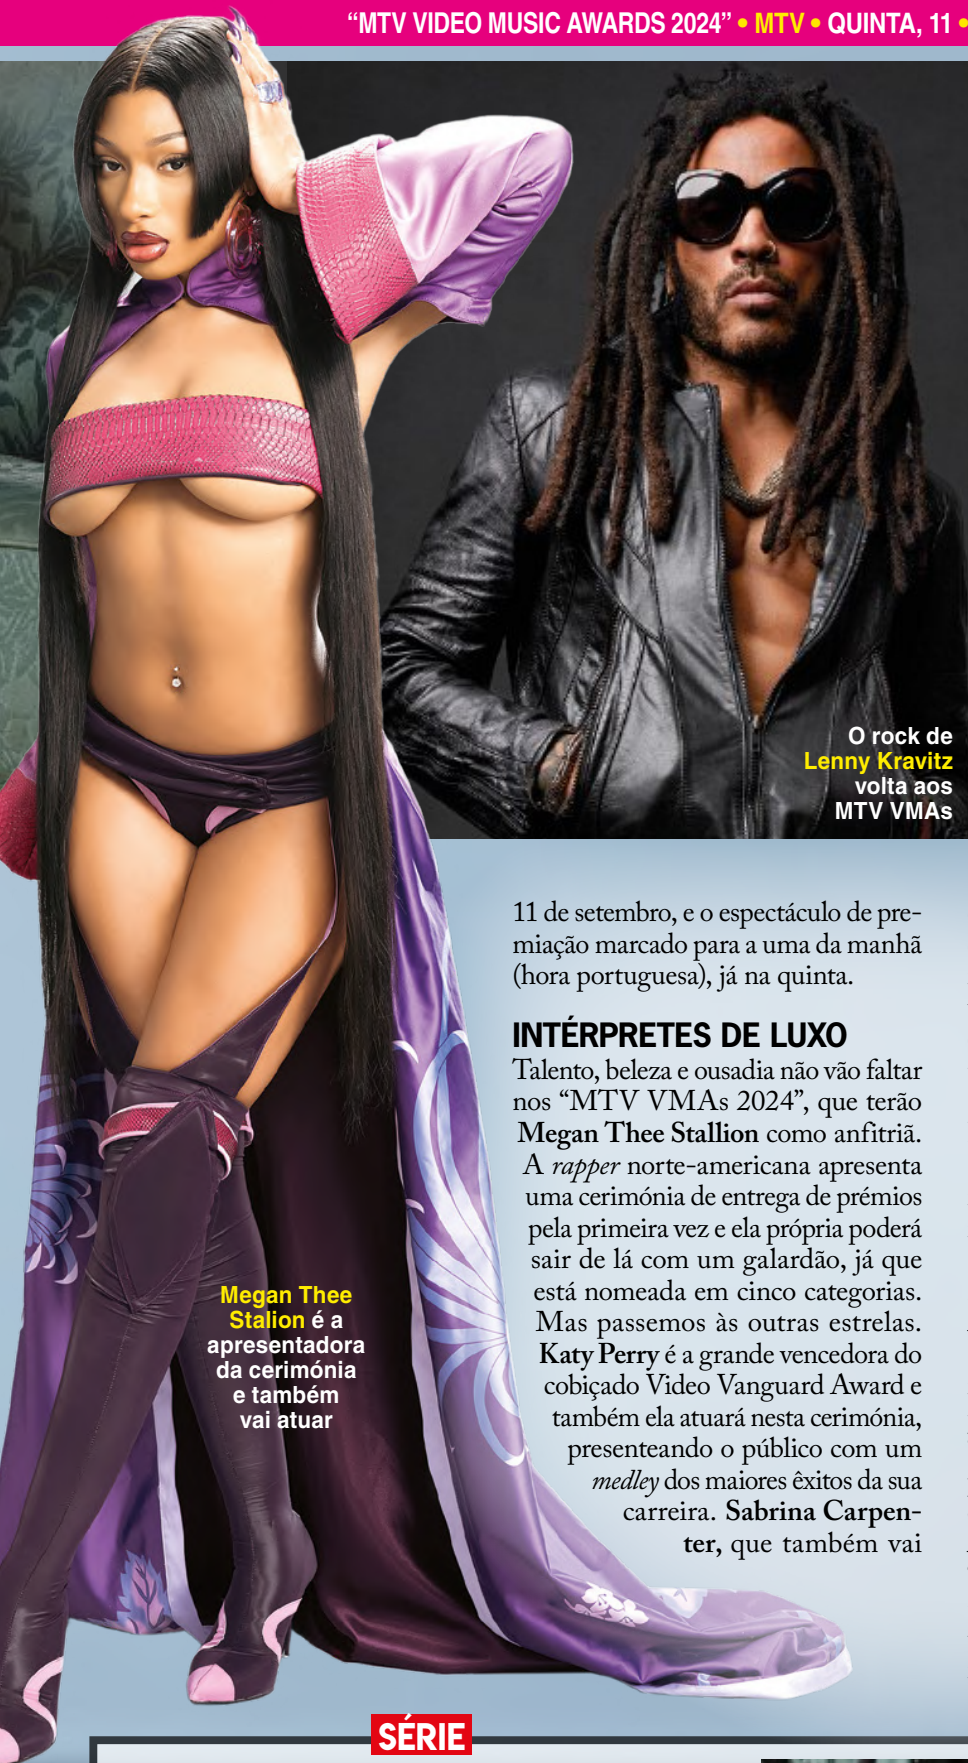 “MTV VIDEO MUSIC AWARDS 2024” • MTV • QUINTA, 11 •
O rock de
Lenny Kravitz
volta aos
MTV VMAs
11 de setembro, e o espectáculo de pre-
miação marcado para a uma da manhã
(hora portuguesa), já na quinta.
INTÉRPRETES DE LUXO
Talento, beleza e ousadia não vão faltar
nos “MTV VMAs 2024”, que terão
Megan Thee Stallion como anfitriã.
A rapper norte-americana apresenta
uma cerimónia de entrega de prémios
pela primeira vez e ela própria poderá
sair de lá com um galardão, já que
está nomeada em cinco categorias.
Mas passemos às outras estrelas.
Katy Perry é a grande vencedora do
cobiçado Video Vanguard Award e
também ela atuará nesta cerimónia,
presenteando o público com um
medley dos maiores êxitos da sua
carreira. Sabrina Carpen-
ter, que também vai
Megan Thee
Stalion é a
apresentadora
da cerimónia
e também
vai atuar
SÉRIE